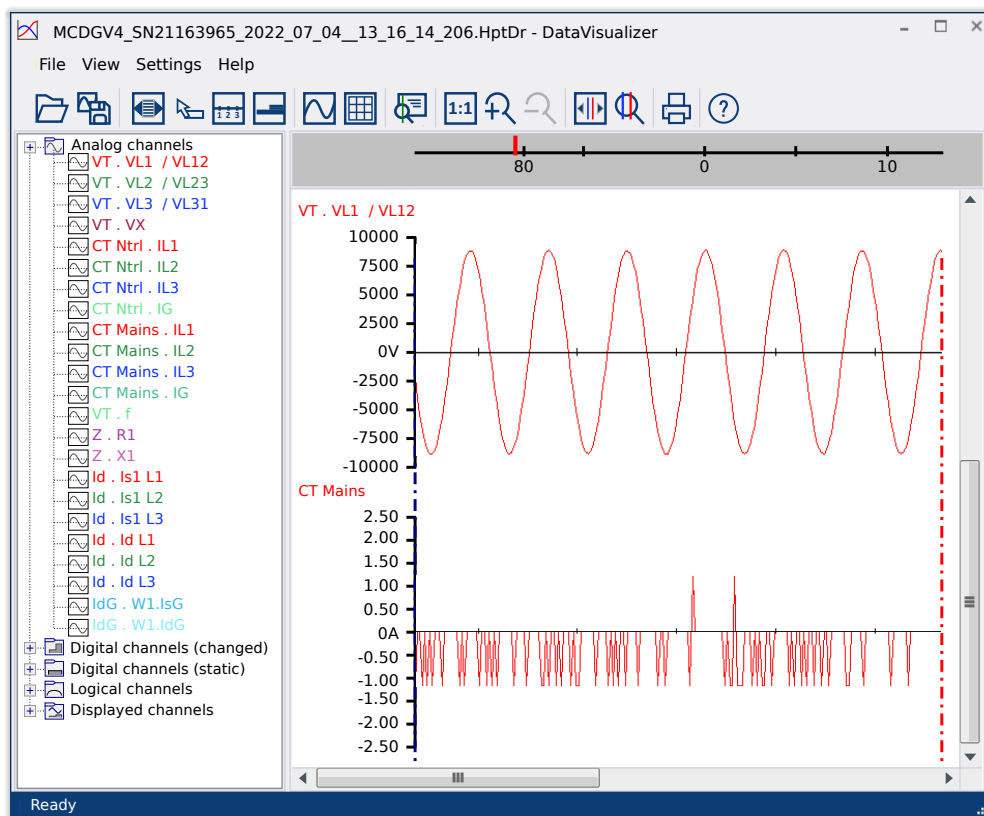 MCDGV4_SN21163965_2022_07_04__13_16_14_206.HptDr - DataVisualizer
File View Settings Help
1 2 3
1:1
?
Analog channels
VT . VL1 / VL12
VT . VL2 / VL23
VT . VL3 / VL31
VT . VX
CT Ntrl . IL1
CT Ntrl . IL2
CT Ntrl . IL3
CT Ntrl . IG
CT Mains . IL1
CT Mains . IL2
CT Mains . IL3
CT Mains . IG
VT . f
Z . R1
Z . X1
Id . Is1 L1
Id . Is1 L2
Id . Is1 L3
Id . Id L1
Id . Id L2
Id . Id L3
IdG . W1.IsG
IdG . W1.IdG
Digital channels (changed)
Digital channels (static)
Logical channels
Displayed channels
80 0 10
VT . VL1 / VL12
10000
7500
5000
2500
0V
-2500
-5000
-7500
-10000
CT Mains
2.50
2.00
1.50
1.00
0.50
0A
-0.50
-1.00
-1.50
-2.00
-2.50
Ready